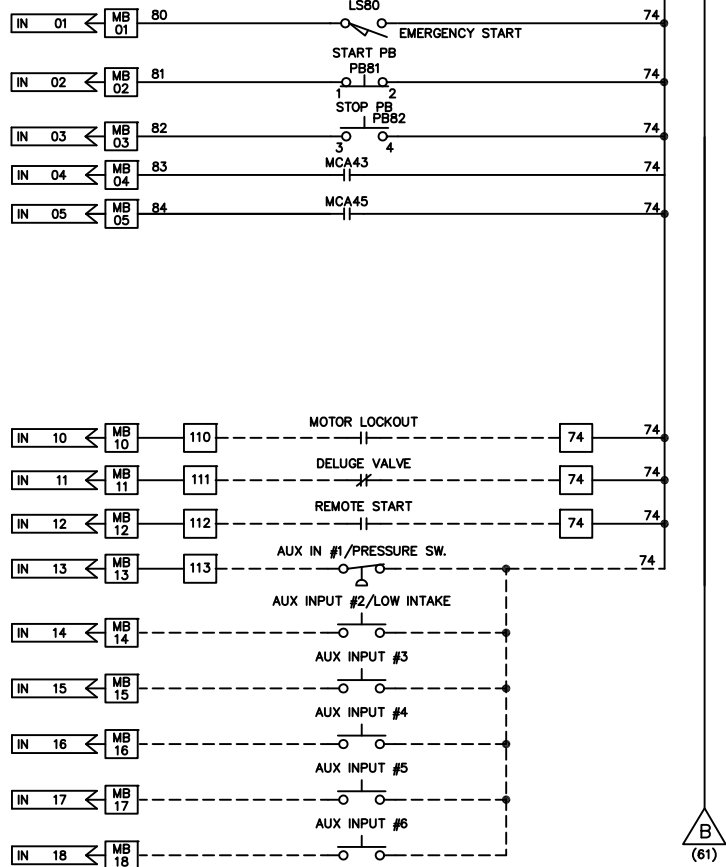 LS80
IN 01 MB 01 80 74
EMERGENCY START
START PB
PB81
IN 02 MB 02 81 74
1 2
STOP PB
PB82
IN 03 MB 03 82 74
3 4
MCA43
IN 04 MB 04 83 74
MCA45
IN 05 MB 05 84 74
MOTOR LOCKOUT
IN 10 MB 10 110 74 74
DELUGE VALVE
IN 11 MB 11 111 74 74
REMOTE START
IN 12 MB 12 112 74 74
AUX IN #1/PRESSURE SW.
IN 13 MB 13 113 74
AUX INPUT #2/LOW INTAKE
IN 14 MB 14
AUX INPUT #3
IN 15 MB 15
AUX INPUT #4
IN 16 MB 16
AUX INPUT #5
IN 17 MB 17
AUX INPUT #6
IN 18 MB 18
B
(61)